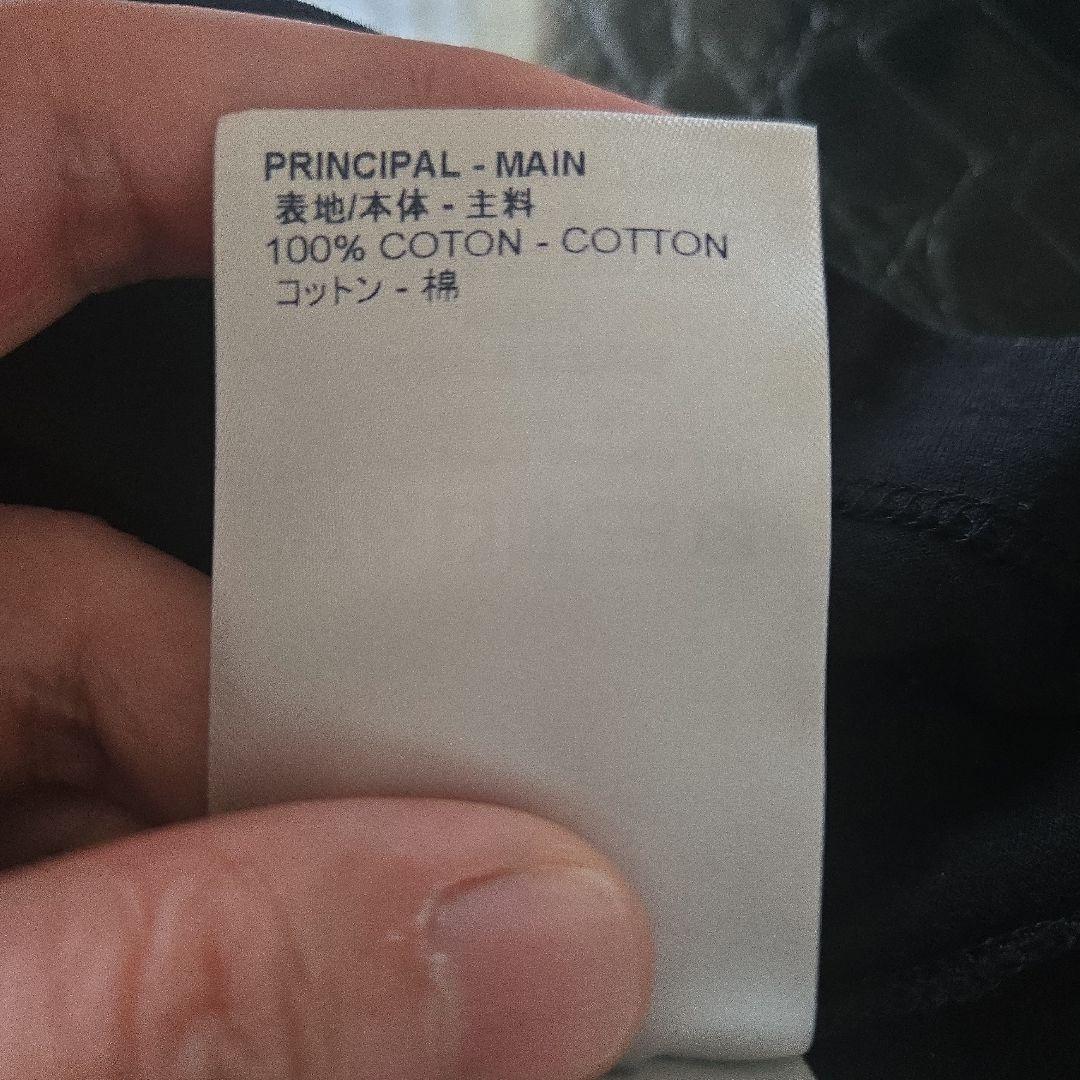 PRINCIPAL - MAIN
表地/本体 - 主料
100% COTON - COTTON
コットン - 棉